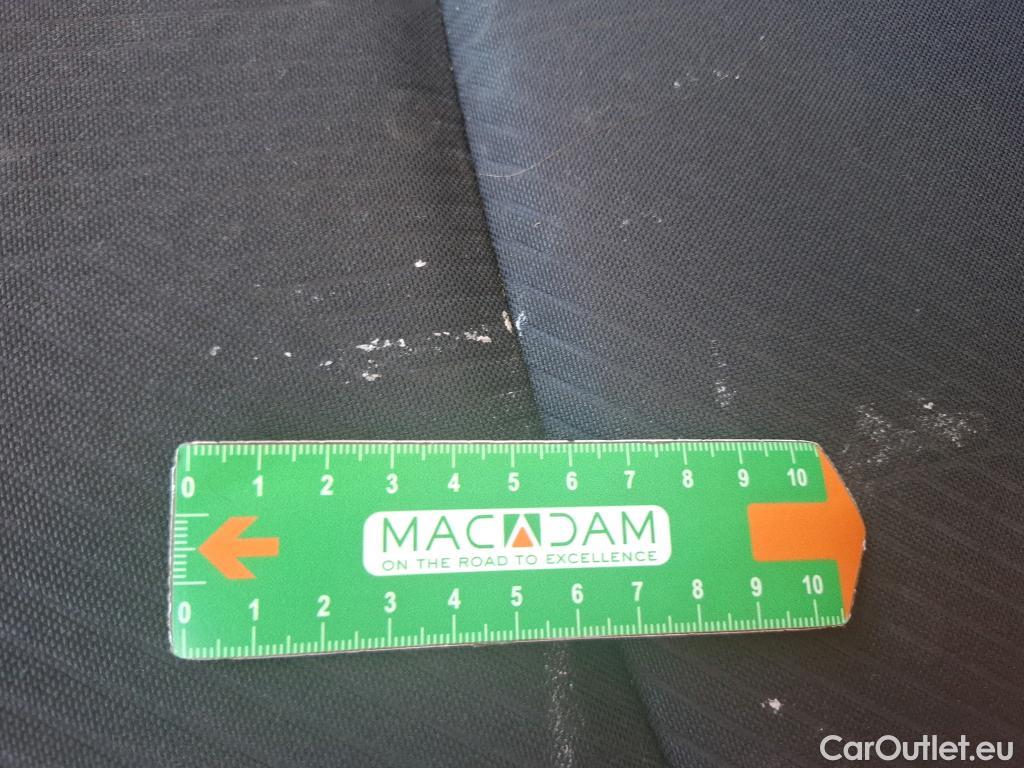 0 1 2 3 4 5 6 7 8 9 10
MACADAM
ON THE ROAD TO EXCELLENCE
0 1 2 3 4 5 6 7 8 9 10
CarOutlet.eu